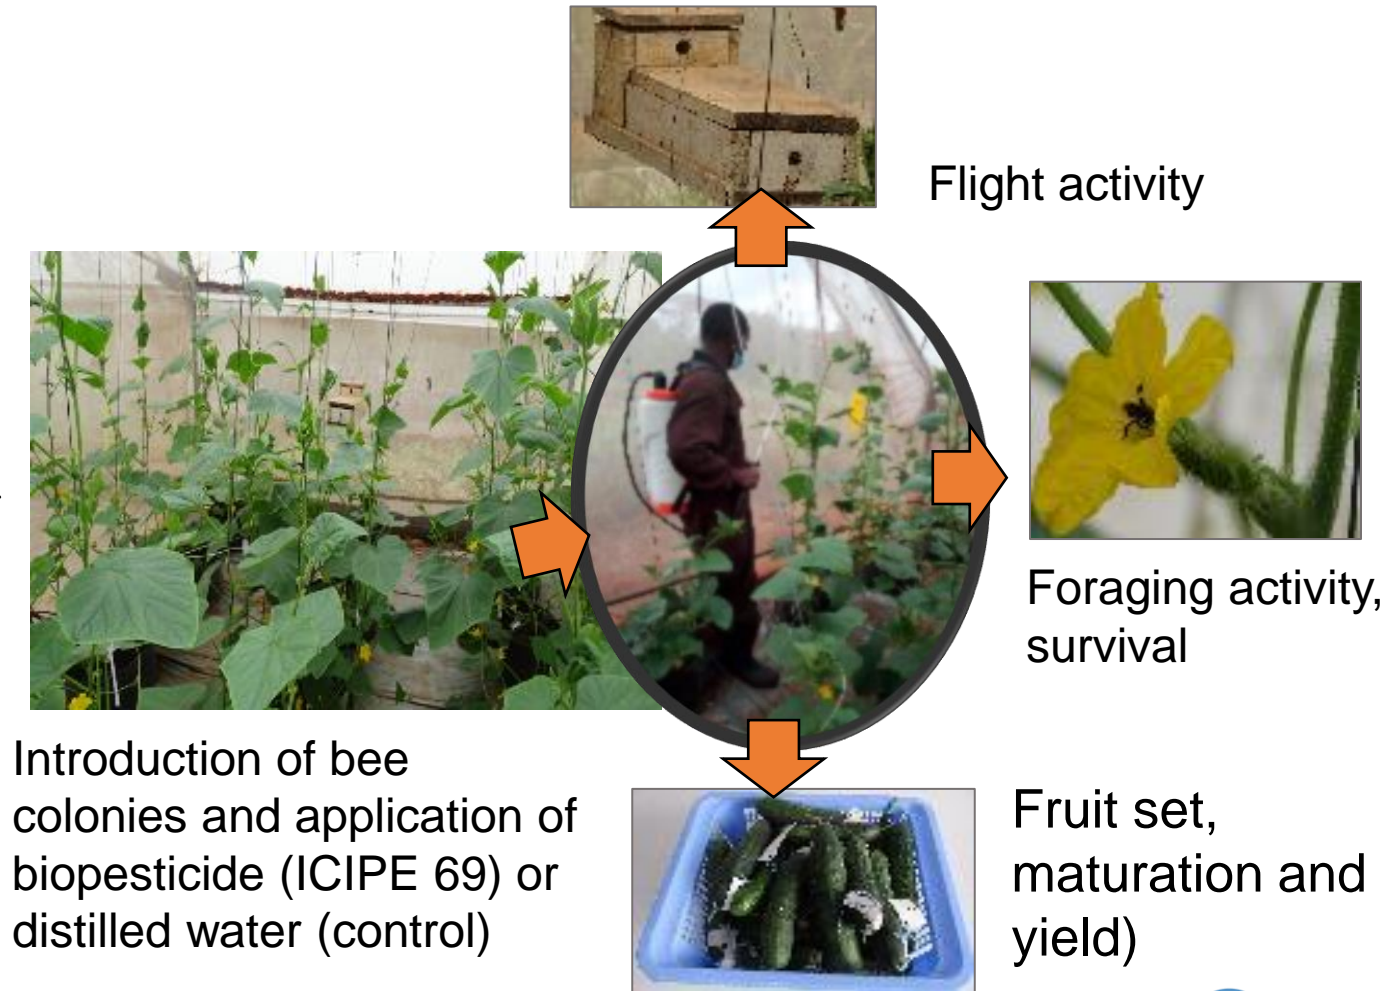 Flight activity
Foraging activity,
survival
Introduction of bee
colonies and application of
biopesticide (ICIPE 69) or
distilled water (control)
Fruit set,
maturation and
yield)